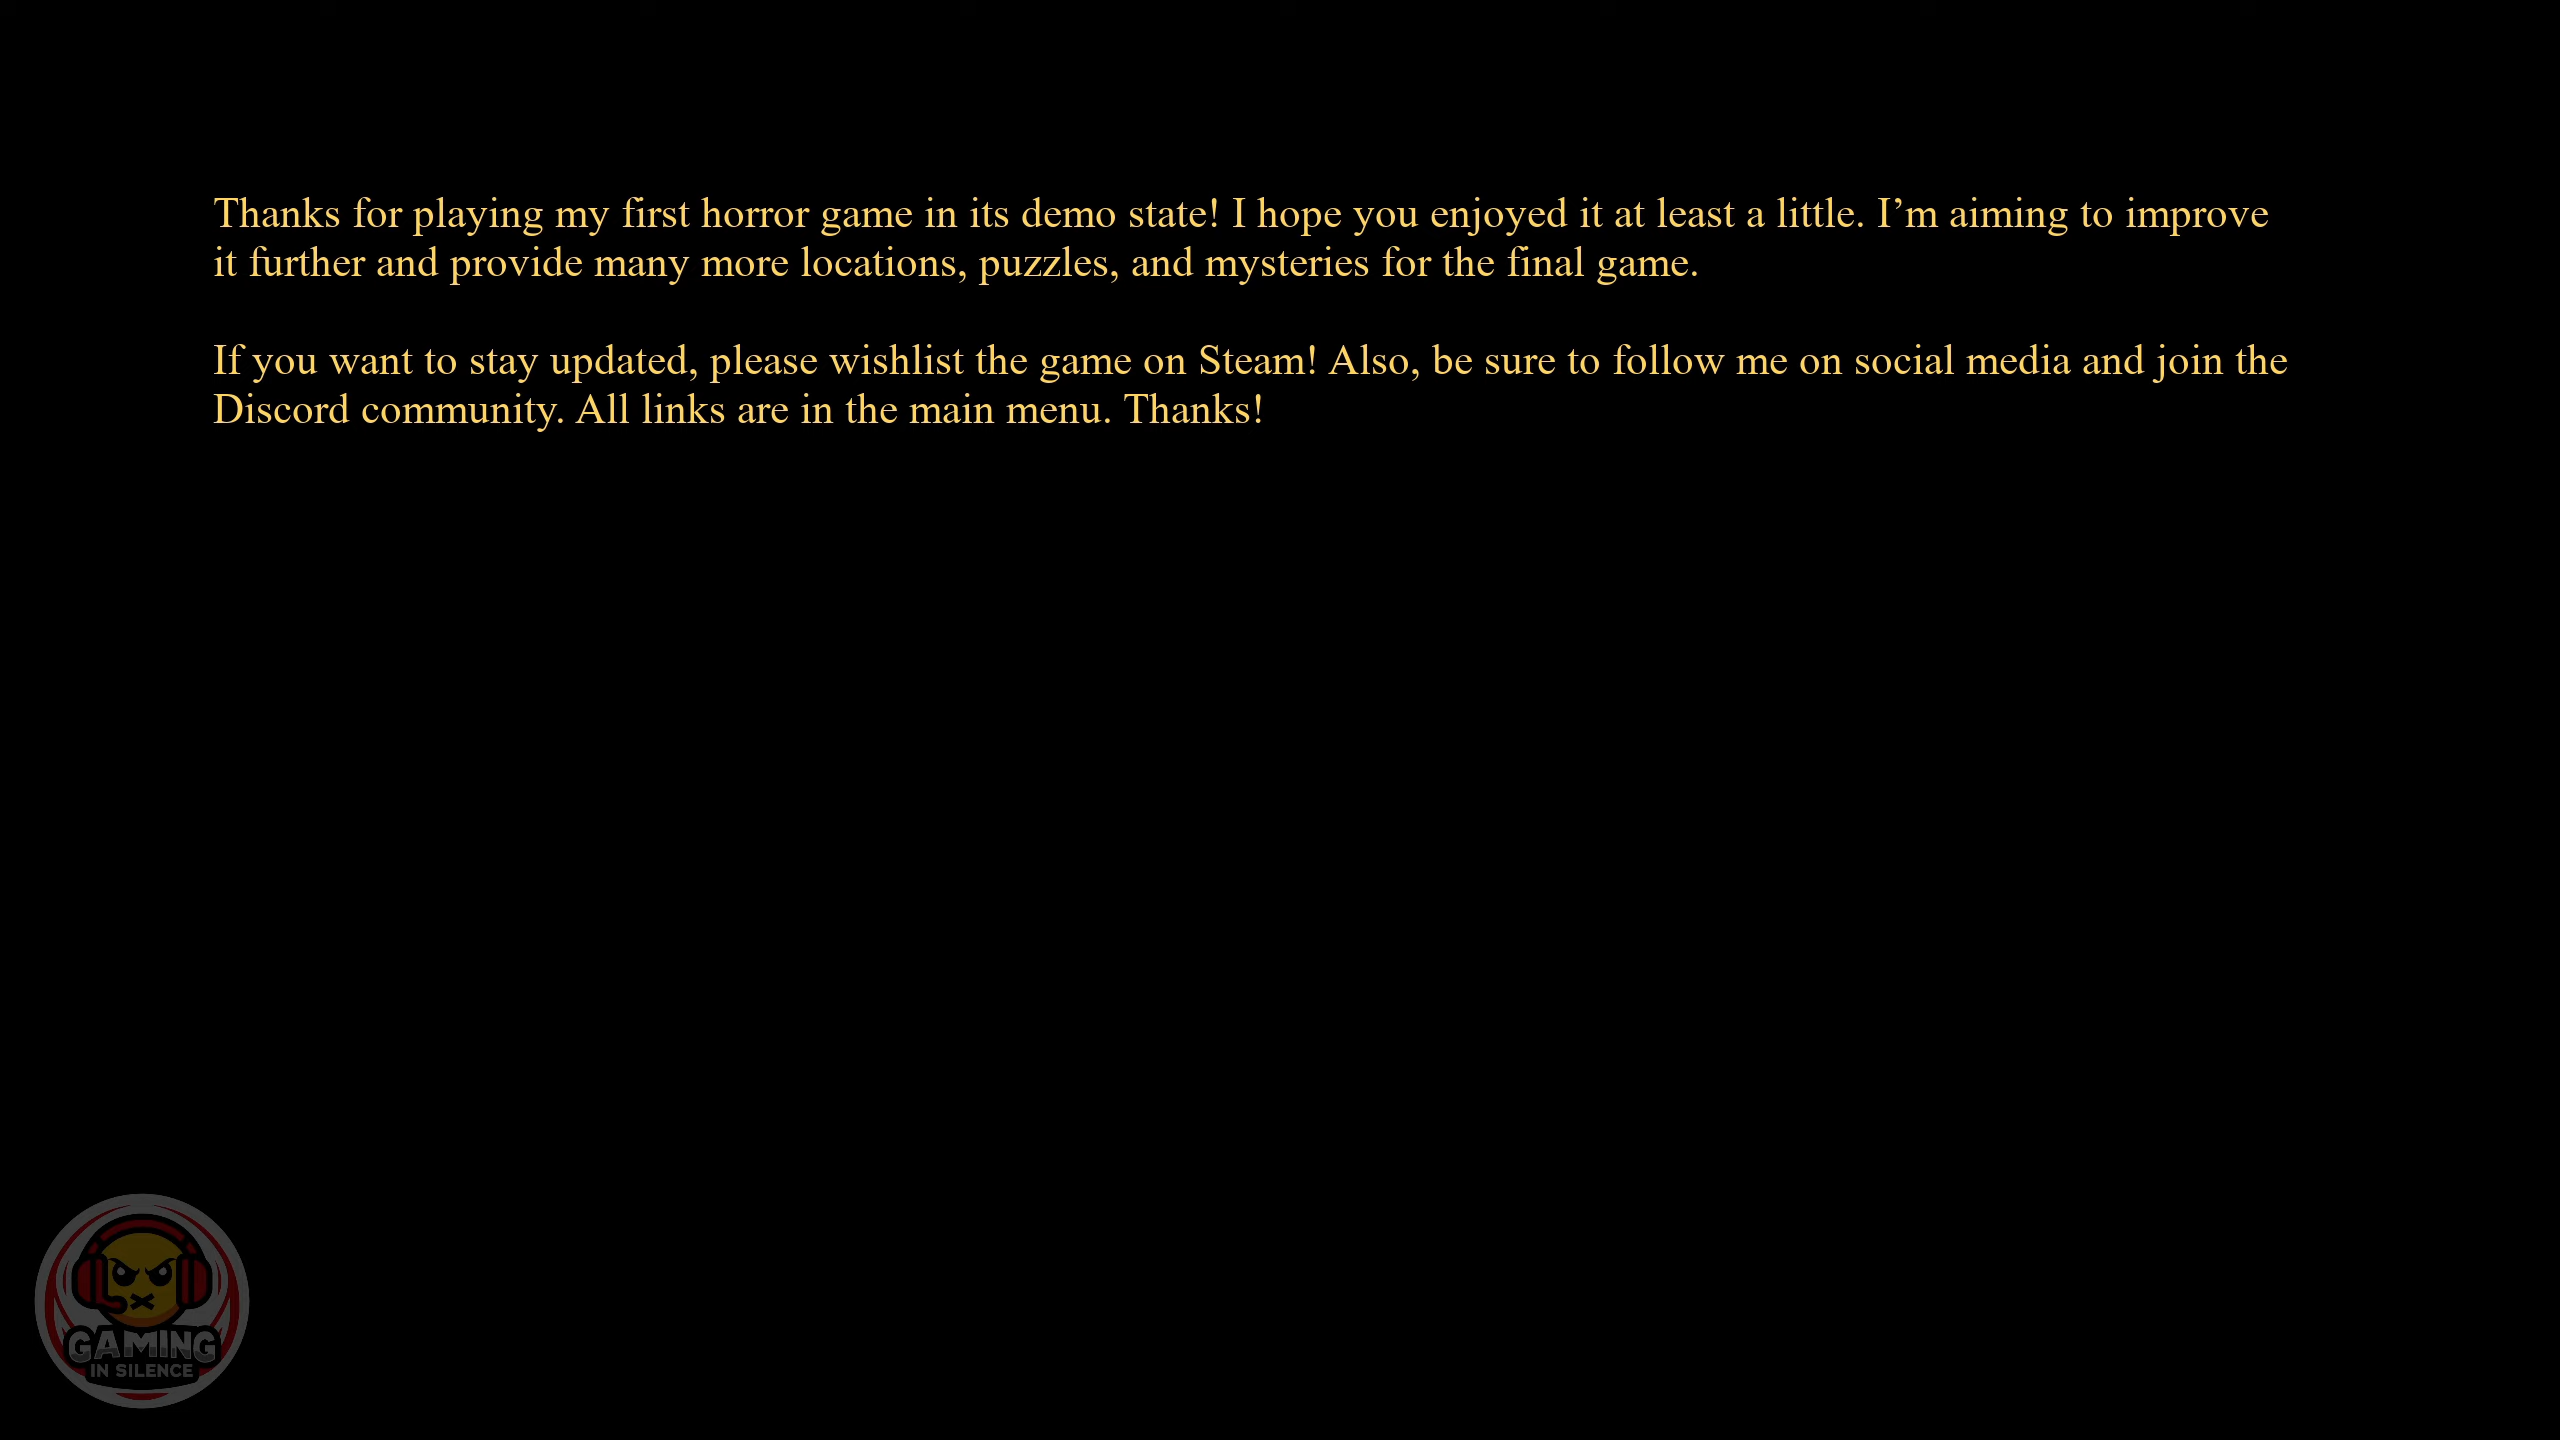 Thanks for playing my first horror game in its demo state! I hope you enjoyed it at least a little. I’m aiming to improve
it further and provide many more locations, puzzles, and mysteries for the final game.
If you want to stay updated, please wishlist the game on Steam! Also, be sure to follow me on social media and join the
Discord community. All links are in the main menu. Thanks!
GAMING
IN SILENCE